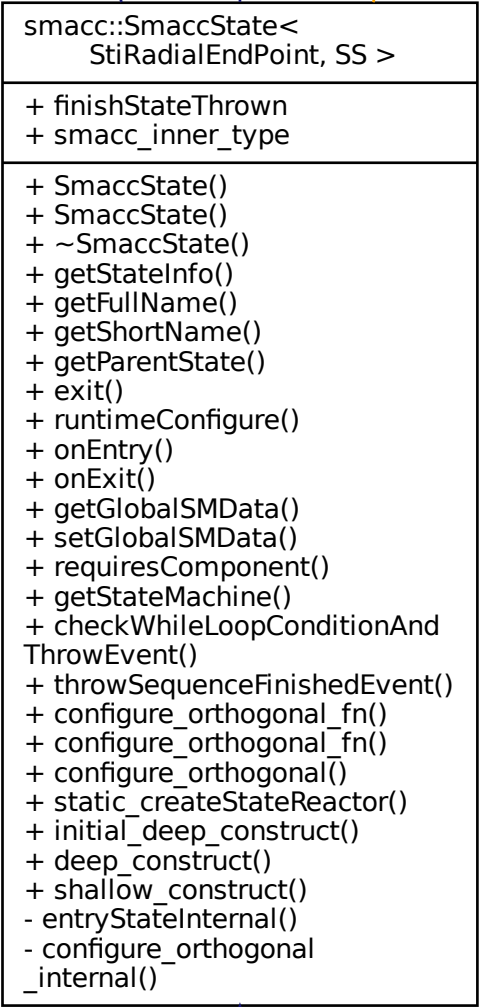 smacc::SmaccState<
StiRadialEndPoint, SS >
+ finishStateThrown
+ smacc_inner_type
+ SmaccState()
+ SmaccState()
+ ~SmaccState()
+ getStateInfo()
+ getFullName()
+ getShortName()
+ getParentState()
+ exit()
+ runtimeConfigure()
+ onEntry()
+ onExit()
+ getGlobalSMData()
+ setGlobalSMData()
+ requiresComponent()
+ getStateMachine()
+ checkWhileLoopConditionAnd
ThrowEvent()
+ throwSequenceFinishedEvent()
+ configure_orthogonal_fn()
+ configure_orthogonal_fn()
+ configure_orthogonal()
+ static_createStateReactor()
+ initial_deep_construct()
+ deep_construct()
+ shallow_construct()
- entryStateInternal()
- configure_orthogonal
_internal()